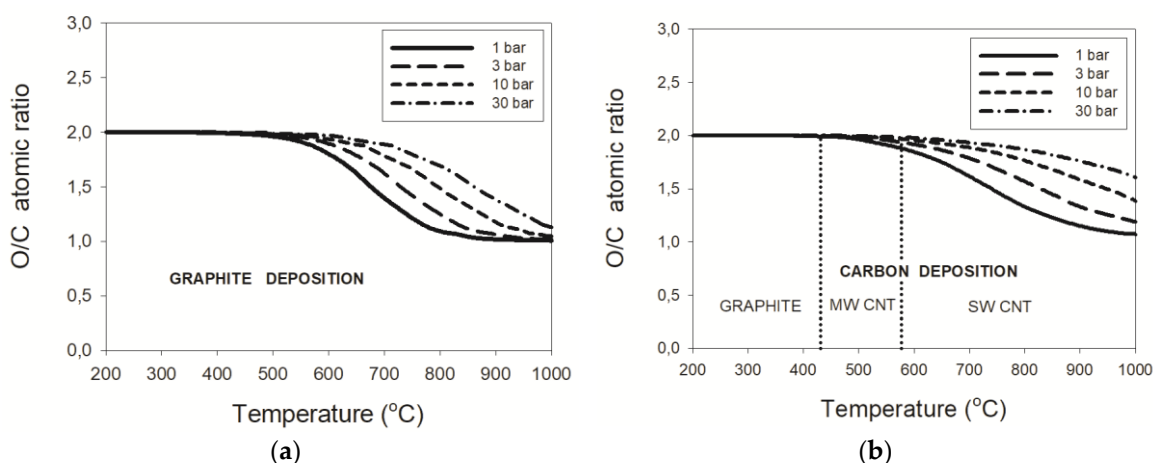 3,0
2,5
2,0
1,5
1,0
0,5
0,0
O/C atomic ratio
1 bar
3 bar
10 bar
30 bar
GRAPHITE DEPOSITION
200 300 400 500 600 700 800 900 1000
Temperature (°C)
(a)
3,0
2,5
2,0
1,5
1,0
0,5
0,0
O/C atomic ratio
1 bar
3 bar
10 bar
30 bar
CARBON DEPOSITION
GRAPHITE MW CNT SW CNT
200 300 400 500 600 700 800 900 1000
Temperature (°C)
(b)